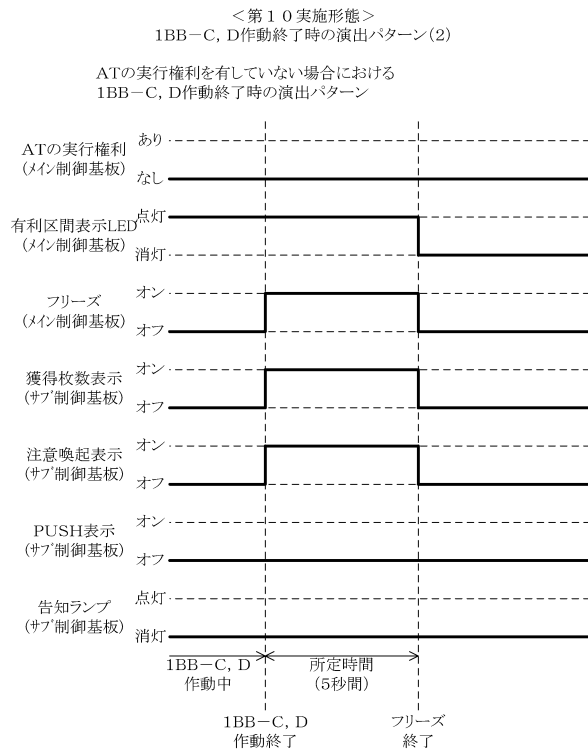 ＜第１０実施形態＞
1BB−C, D作動終了時の演出パターン（2）
ATの実行権利を有していない場合における
1BB−C, D作動終了時の演出パターン
ATの実行権利
(メイン制御基板)
あり
なし
有利区間表示LED
(メイン制御基板)
点灯
消灯
フリーズ
(メイン制御基板)
オン
オフ
獲得枚数表示
(サブ制御基板)
オン
オフ
注意喚起表示
(サブ制御基板)
オン
オフ
PUSH表示
(サブ制御基板)
オン
オフ
告知ランプ
(サブ制御基板)
点灯
消灯
1BB−C, D
作動中
所定時間
(5秒間)
1BB−C, D
作動終了
フリーズ
終了